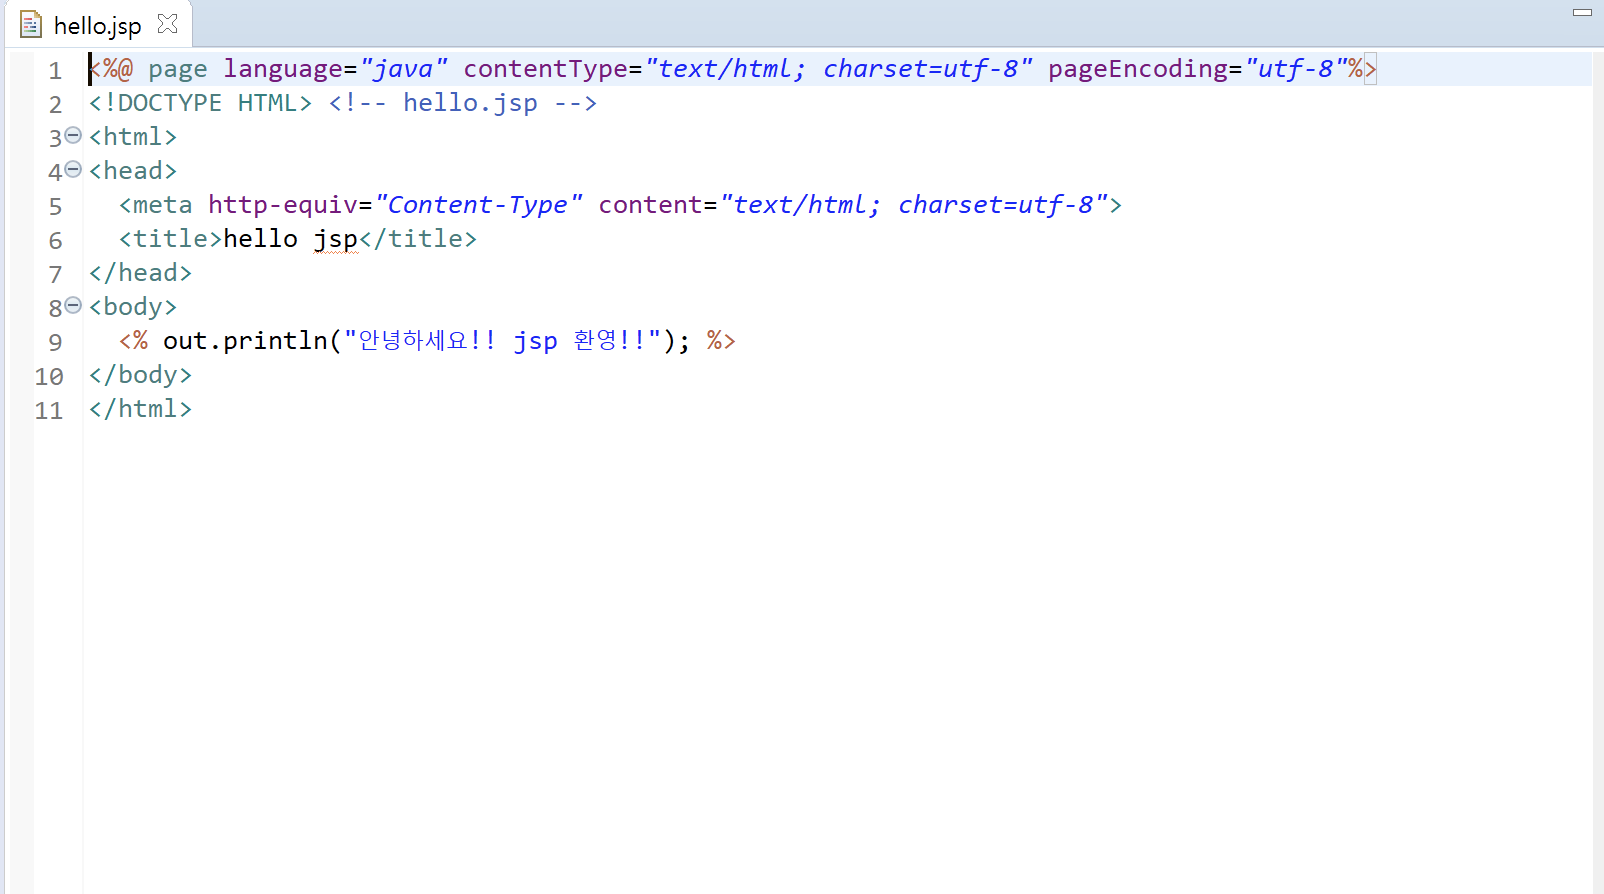 hello.jsp
1 <%@ page language="java" contentType="text/html; charset=utf-8" pageEncoding="utf-8"%>
2 <!DOCTYPE HTML> <!-- hello.jsp -->
3 <html>
4 <head>
5   <meta http-equiv="Content-Type" content="text/html; charset=utf-8">
6   <title>hello jsp</title>
7 </head>
8 <body>
9   <% out.println("안녕하세요!! jsp 환영!!"); %>
10 </body>
11 </html>